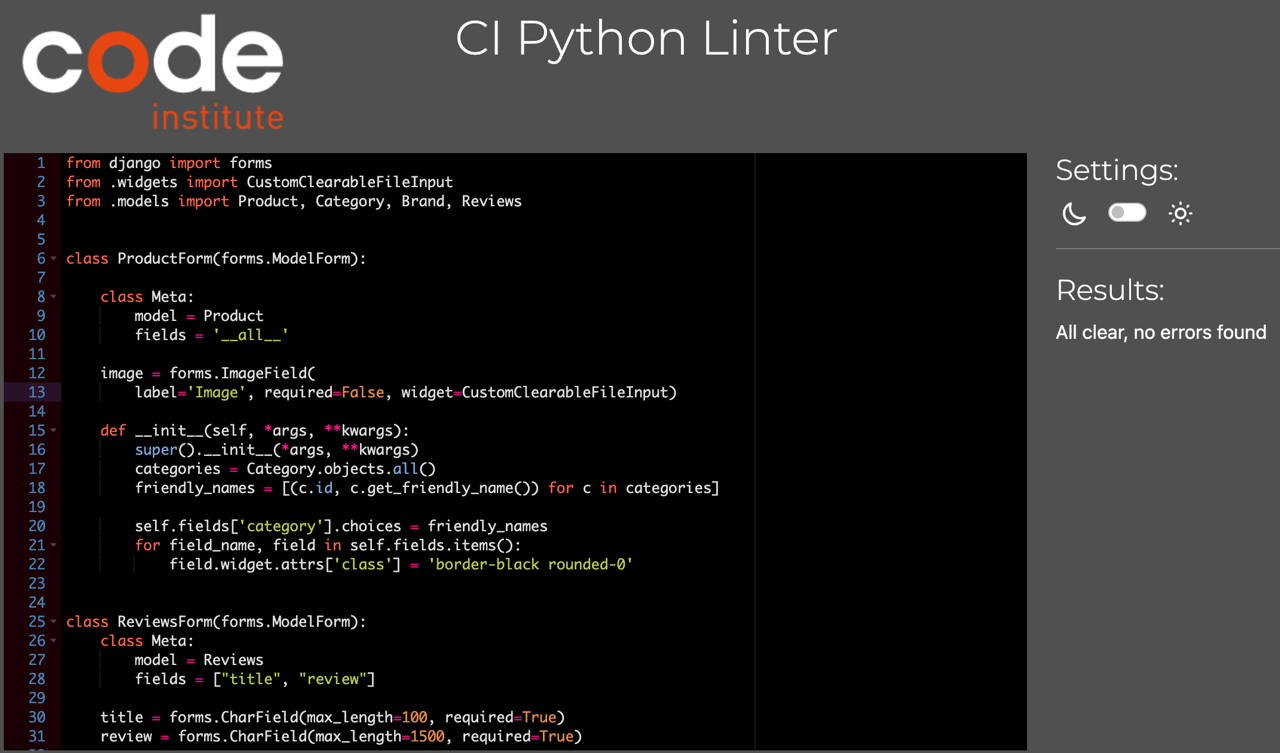 code
institute
CI Python Linter
1 from django import forms
2 from .widgets import CustomClearableFileInput
3 from .models import Product, Category, Brand, Reviews
4
5
6 class ProductForm(forms.ModelForm):
7
8     class Meta:
9         model = Product
10         fields = '__all__'
11
12     image = forms.ImageField(
13         label='Image', required=False, widget=CustomClearableFileInput)
14
15     def __init__(self, *args, **kwargs):
16         super().__init__(*args, **kwargs)
17         categories = Category.objects.all()
18         friendly_names = [(c.id, c.get_friendly_name()) for c in categories]
19
20         self.fields['category'].choices = friendly_names
21         for field_name, field in self.fields.items():
22             field.widget.attrs['class'] = 'border-black rounded-0'
23
24
25 class ReviewsForm(forms.ModelForm):
26     class Meta:
27         model = Reviews
28         fields = ["title", "review"]
29
30     title = forms.CharField(max_length=100, required=True)
31     review = forms.CharField(max_length=1500, required=True)
Settings:
Results:
All clear, no errors found